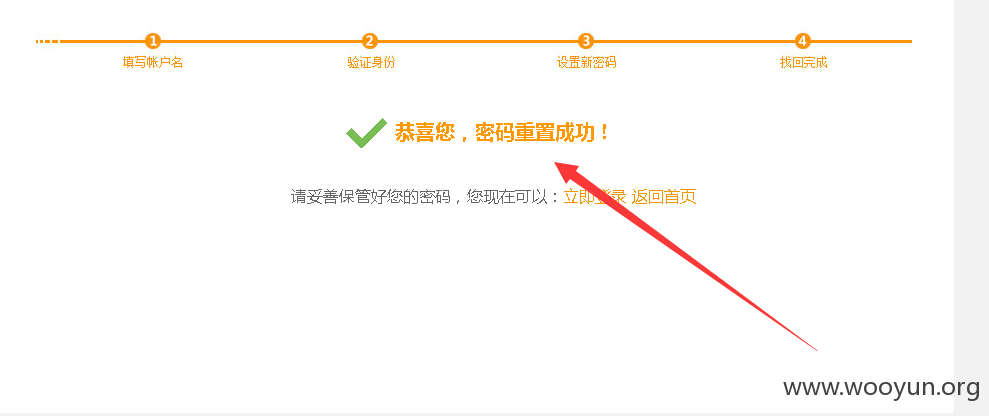 1 2 3 4
填写帐户名 验证身份 设置新密码 找回完成
恭喜您，密码重置成功！
请妥善保管好您的密码，您现在可以：立即登录 返回首页
www.wooyun.org